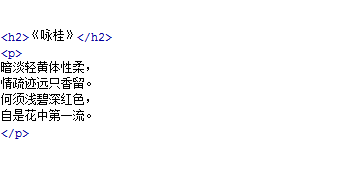 <h2>《咏桂》</h2>
<p>
暗淡轻黄体性柔，
情疏迹远只香留。
何须浅碧深红色，
自是花中第一流。
</p>